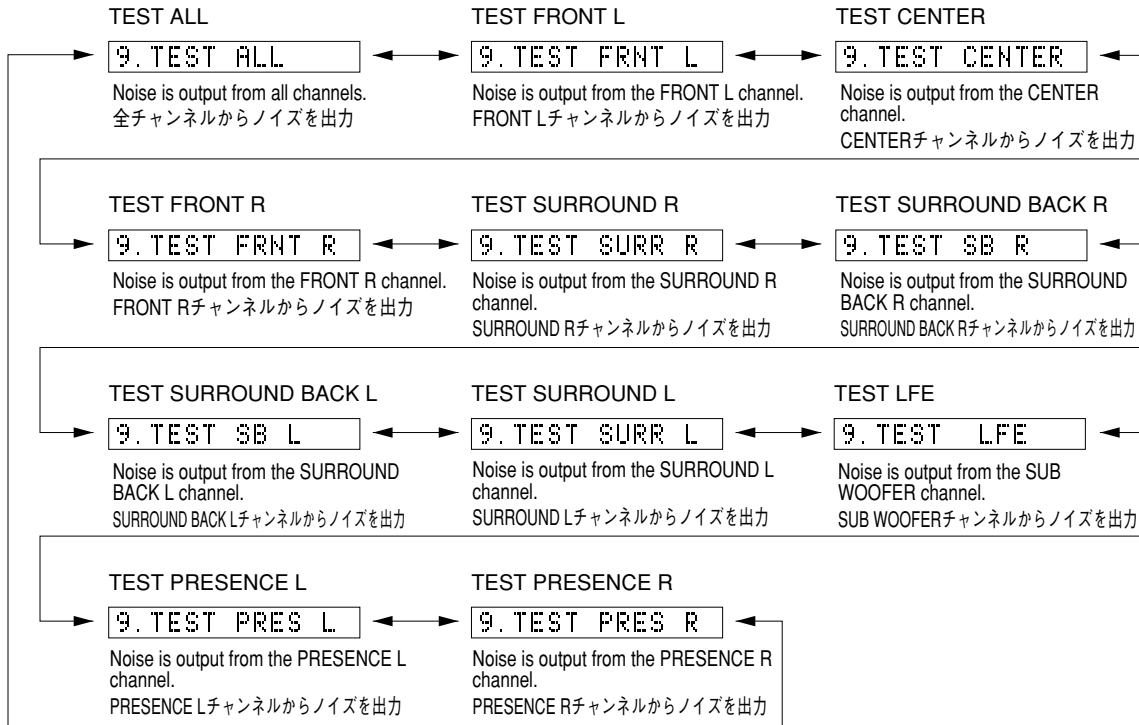 TEST ALL
9.TEST ALL
Noise is output from all channels.
全チャンネルからノイズを出力
TEST FRONT L
9.TEST FRNT L
Noise is output from the FRONT L channel.
FRONT Lチャンネルからノイズを出力
TEST CENTER
9.TEST CENTER
Noise is output from the CENTER
channel.
CENTERチャンネルからノイズを出力
TEST FRONT R
9.TEST FRNT R
Noise is output from the FRONT R channel.
FRONT Rチャンネルからノイズを出力
TEST SURROUND R
9.TEST SURR R
Noise is output from the SURROUND R
channel.
SURROUND Rチャンネルからノイズを出力
TEST SURROUND BACK R
9.TEST SB R
Noise is output from the SURROUND
BACK R channel.
SURROUND BACK Rチャンネルからノイズを出力
TEST SURROUND BACK L
9.TEST SB L
Noise is output from the SURROUND
BACK L channel.
SURROUND BACK Lチャンネルからノイズを出力
TEST SURROUND L
9.TEST SURR L
Noise is output from the SURROUND L
channel.
SURROUND Lチャンネルからノイズを出力
TEST LFE
9.TEST LFE
Noise is output from the SUB
WOOFER channel.
SUB WOOFERチャンネルからノイズを出力
TEST PRESENCE L
9.TEST PRES L
Noise is output from the PRESENCE L
channel.
PRESENCE Lチャンネルからノイズを出力
TEST PRESENCE R
9.TEST PRES R
Noise is output from the PRESENCE R
channel.
PRESENCE Rチャンネルからノイズを出力